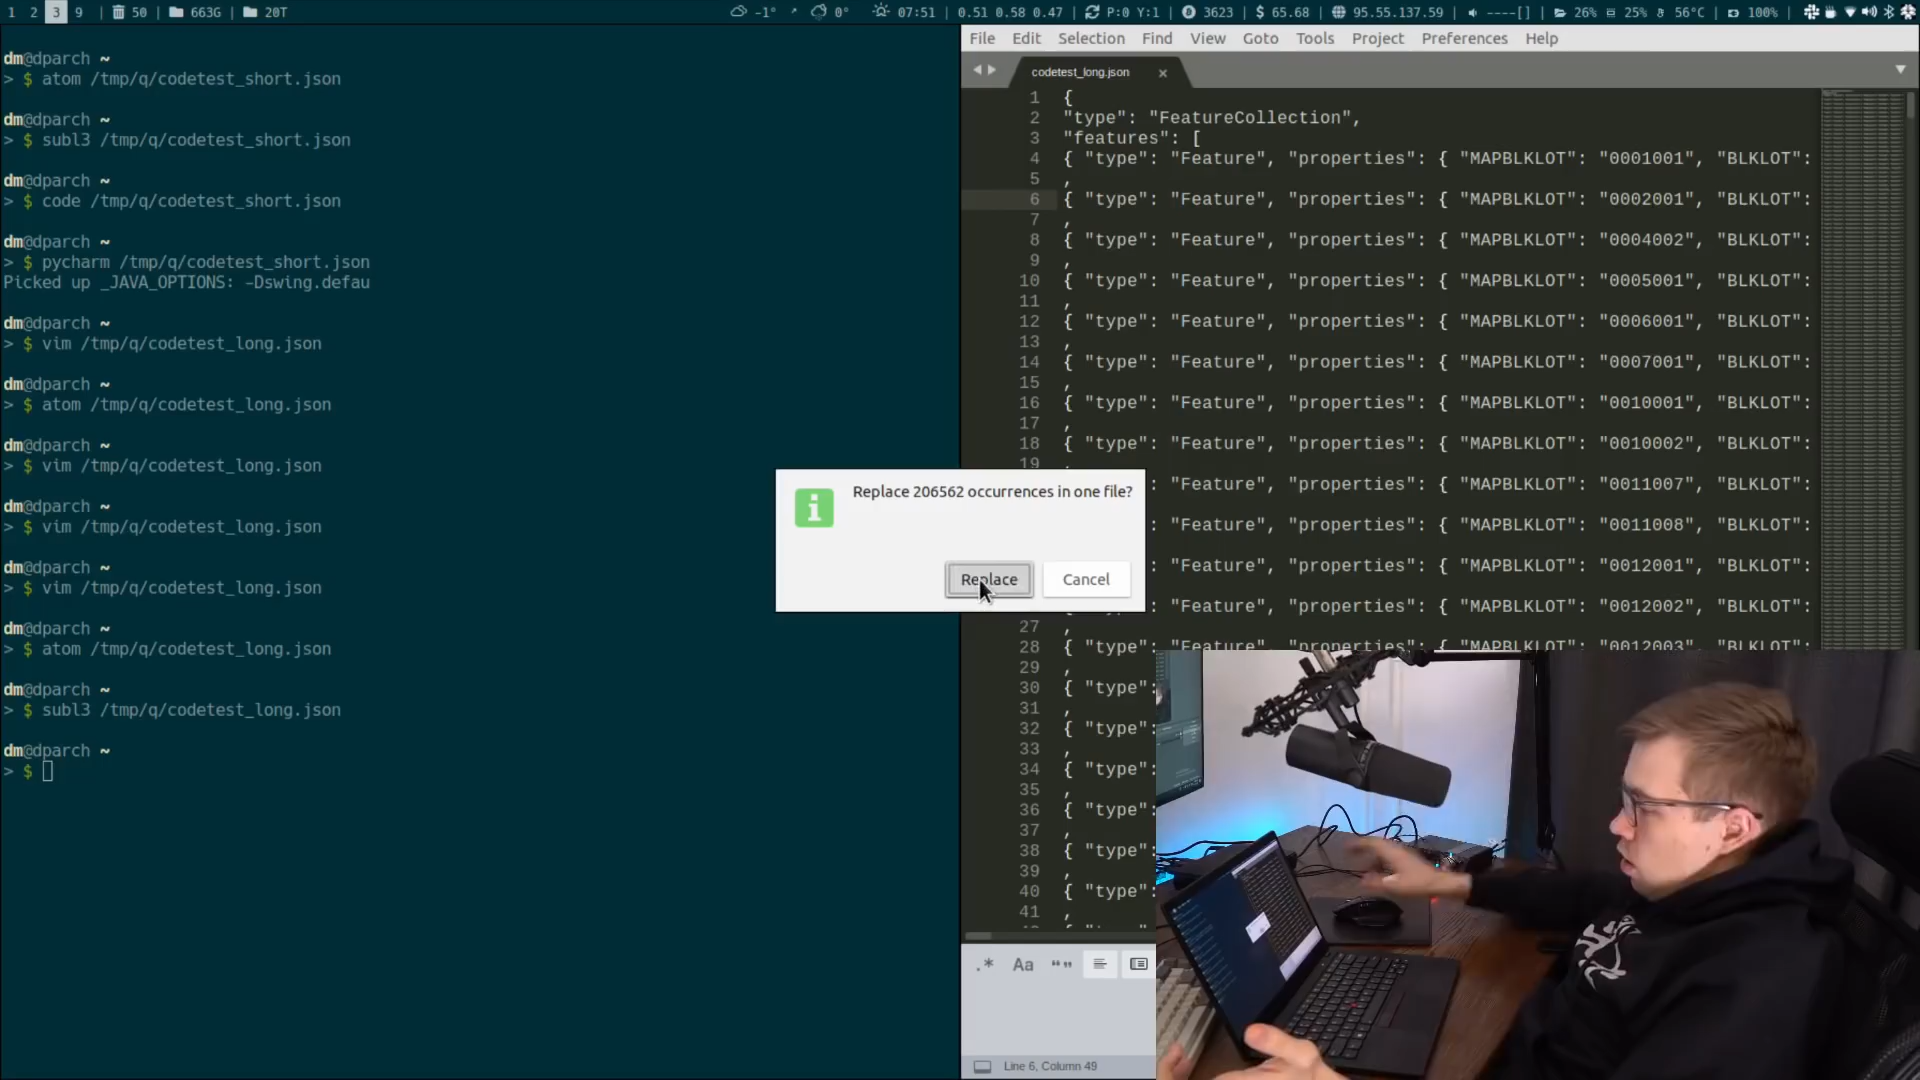 1 2 3 9 50 663G 20T -1° 0° 07:51 0.51 0.58 0.47 P:0 Y:1 3623 $ 65.68 95.55.137.59 ----[] 26% 25% 56°C 100%
dm@dparch ~
> $ atom /tmp/q/codetest_short.json
dm@dparch ~
> $ subl3 /tmp/q/codetest_short.json
dm@dparch ~
> $ code /tmp/q/codetest_short.json
dm@dparch ~
> $ pycharm /tmp/q/codetest_short.json
Picked up _JAVA_OPTIONS: -Dswing.defau
dm@dparch ~
> $ vim /tmp/q/codetest_long.json
dm@dparch ~
> $ atom /tmp/q/codetest_long.json
dm@dparch ~
> $ vim /tmp/q/codetest_long.json
dm@dparch ~
> $ vim /tmp/q/codetest_long.json
dm@dparch ~
> $ vim /tmp/q/codetest_long.json
dm@dparch ~
> $ atom /tmp/q/codetest_long.json
dm@dparch ~
> $ subl3 /tmp/q/codetest_long.json
dm@dparch ~
> $
File Edit Selection Find View Goto Tools Project Preferences Help
codetest_long.json ×
1 {
2 "type": "FeatureCollection",
3 "features": [
4 { "type": "Feature", "properties": { "MAPBLKLOT": "0001001", "BLKLOT":
5 ,
6 { "type": "Feature", "properties": { "MAPBLKLOT": "0002001", "BLKLOT":
7 ,
8 { "type": "Feature", "properties": { "MAPBLKLOT": "0004002", "BLKLOT":
9 ,
10 { "type": "Feature", "properties": { "MAPBLKLOT": "0005001", "BLKLOT":
11 ,
12 { "type": "Feature", "properties": { "MAPBLKLOT": "0006001", "BLKLOT":
13 ,
14 { "type": "Feature", "properties": { "MAPBLKLOT": "0007001", "BLKLOT":
15 ,
16 { "type": "Feature", "properties": { "MAPBLKLOT": "0010001", "BLKLOT":
17 ,
18 { "type": "Feature", "properties": { "MAPBLKLOT": "0010002", "BLKLOT":
19 ,
: "Feature", "properties": { "MAPBLKLOT": "0011007", "BLKLOT":
: "Feature", "properties": { "MAPBLKLOT": "0011008", "BLKLOT":
: "Feature", "properties": { "MAPBLKLOT": "0012001", "BLKLOT":
: "Feature", "properties": { "MAPBLKLOT": "0012002", "BLKLOT":
27 ,
28 { "type": "Feature", "properties": { "MAPBLKLOT": "0012003", "BLKLOT":
29 ,
30 { "type":
31 ,
32 { "type":
33 ,
34 { "type":
35 ,
36 { "type":
37 ,
38 { "type":
39 ,
40 { "type":
41 ,
Replace 206562 occurrences in one file?
Replace Cancel
.* Aa “”
Line 6, Column 49